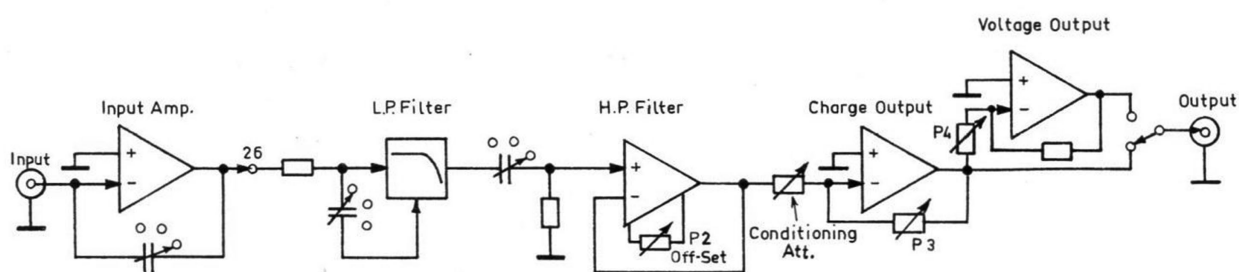 Voltage Output
Input Amp.
L.P. Filter
H.P. Filter
Charge Output
Output
Input
26
P4
P2
Off-Set
Conditioning
Att.
P3